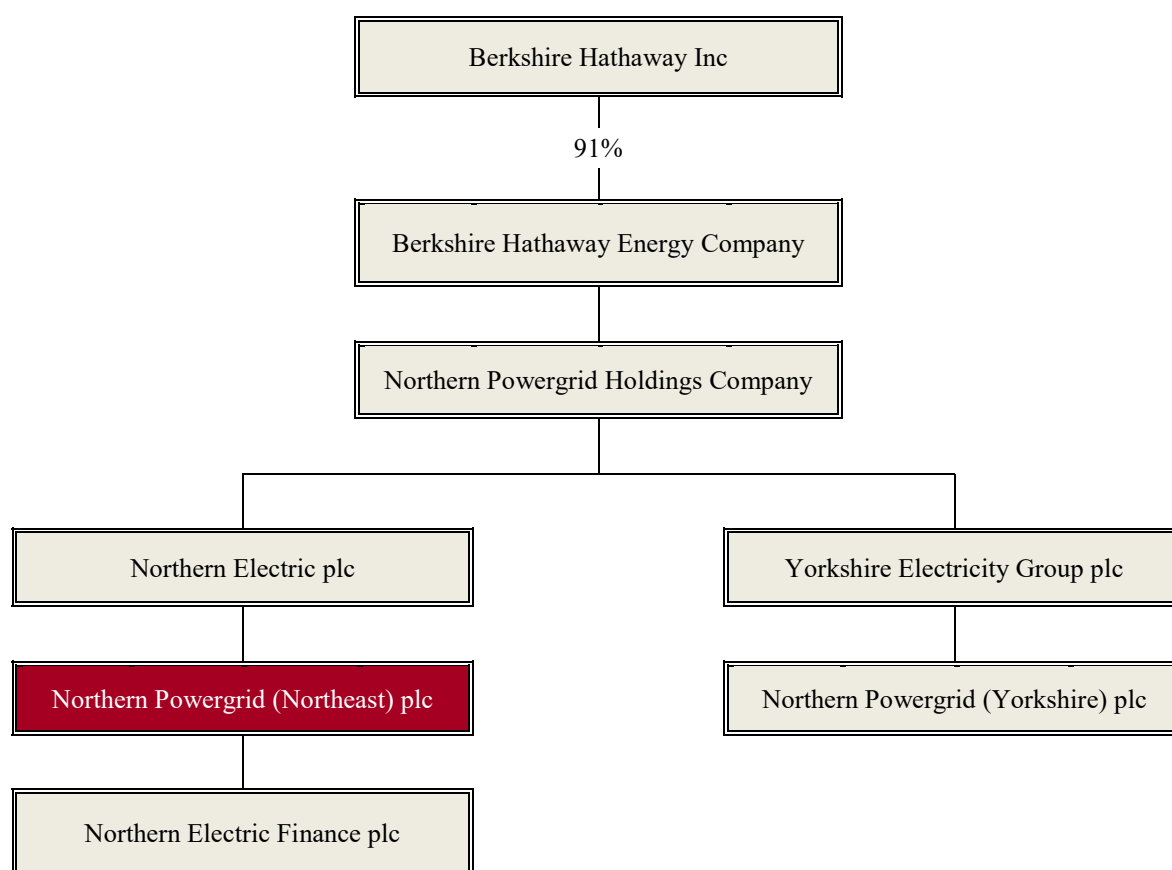 Berkshire Hathaway Inc
91%
Berkshire Hathaway Energy Company
Northern Powergrid Holdings Company
Northern Electric plc
Yorkshire Electricity Group plc
Northern Powergrid (Northeast) plc
Northern Powergrid (Yorkshire) plc
Northern Electric Finance plc